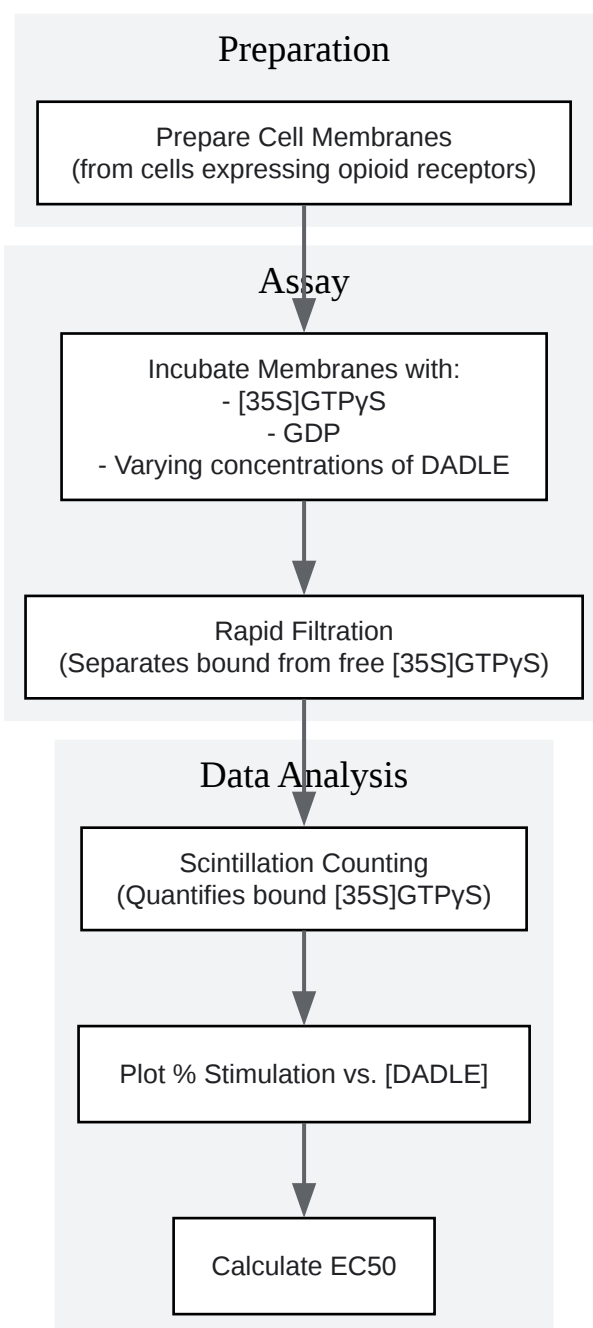 Preparation
Prepare Cell Membranes
(from cells expressing opioid receptors)
Assay
Incubate Membranes with:
- [35S]GTPγS
- GDP
- Varying concentrations of DADLE
Rapid Filtration
(Separates bound from free [35S]GTPγS)
Data Analysis
Scintillation Counting
(Quantifies bound [35S]GTPγS)
Plot % Stimulation vs. [DADLE]
Calculate EC50